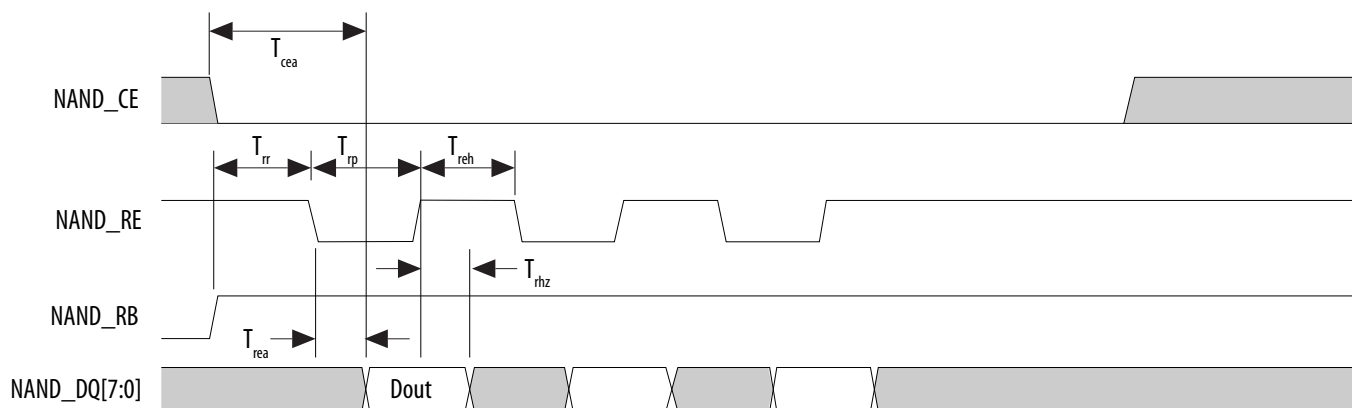 T_cea
NAND_CE
T_rr T_rp T_reh
NAND_RE
T_rhz
NAND_RB
T_rea
NAND_DQ[7:0] Dout